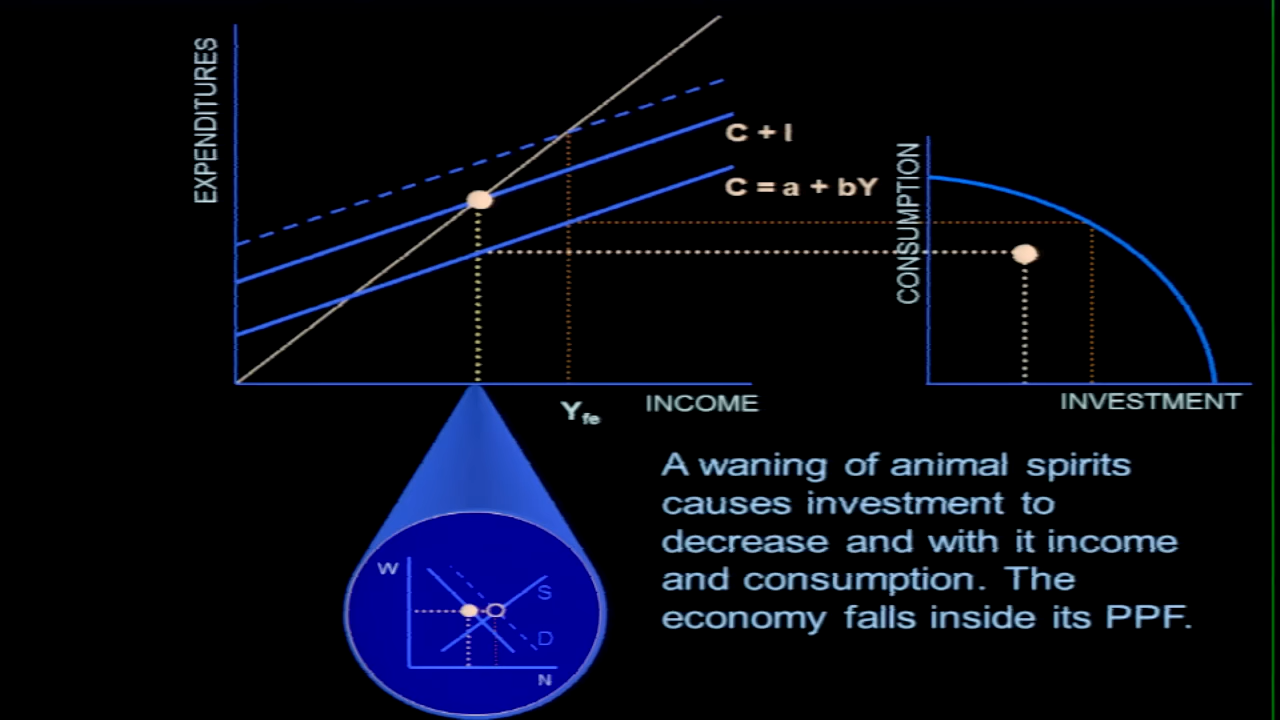 EXPENDITURES
C + I
C = a + bY
CONSUMPTION
Yfe
INCOME
INVESTMENT
A waning of animal spirits
causes investment to
decrease and with it income
and consumption. The
economy falls inside its PPF.
W
S
D
N